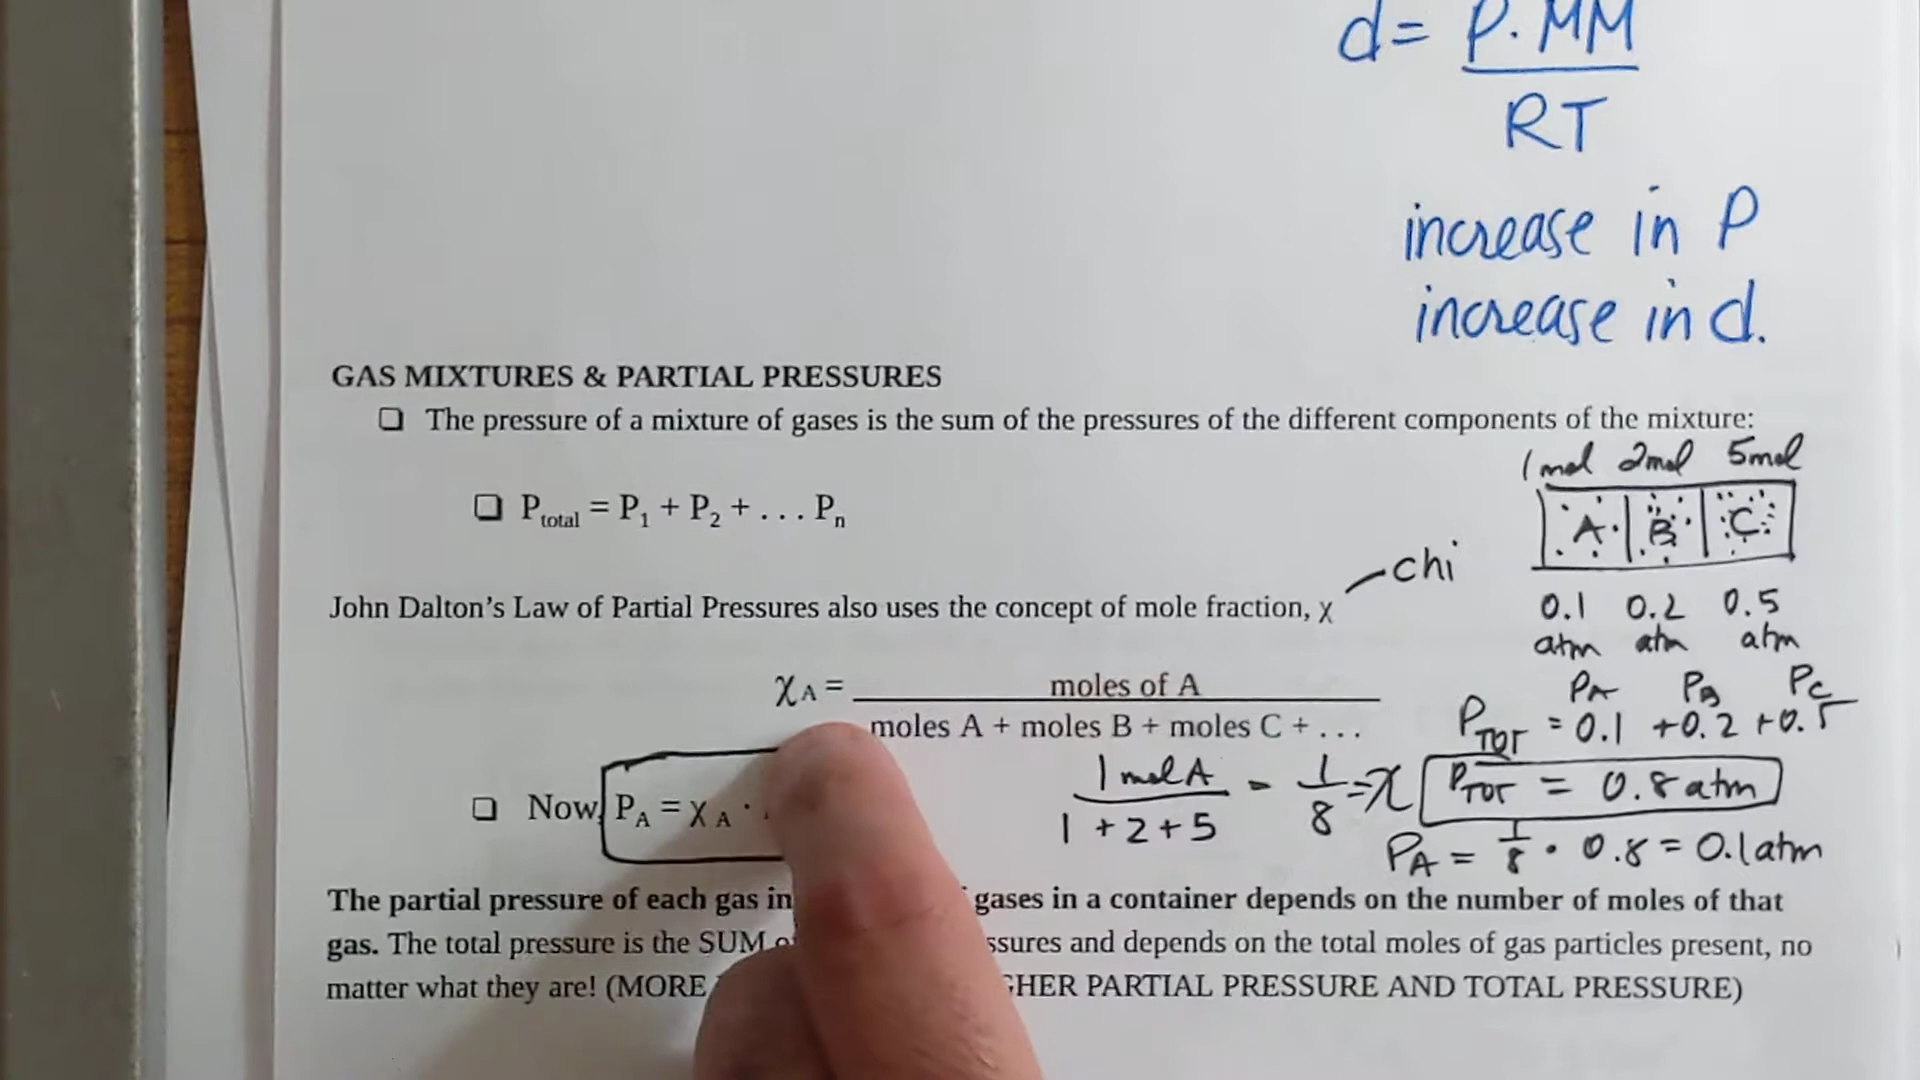 d = P. MM
RT
increase in P
increase in d.
GAS MIXTURES & PARTIAL PRESSURES
❏ The pressure of a mixture of gases is the sum of the pressures of the different components of the mixture:
1 mol 2mol 5mol
❏ Ptotal = P1 + P2 + . . . Pn
A B C
chi
John Dalton's Law of Partial Pressures also uses the concept of mole fraction, χ
0.1 0.2 0.5
atm atm atm
χA = moles of A
moles A + moles B + moles C + . . .
PA PB PC
PTOT = 0.1 + 0.2 + 0.5
1 mol A
1 + 2 + 5
= 1/8 = χ
PTOT = 0.8 atm
❏ Now, PA = χA ·
PA = 1/8 · 0.8 = 0.1 atm
The partial pressure of each gas in gases in a container depends on the number of moles of that
gas. The total pressure is the SUM and depends on the total moles of gas particles present, no
matter what they are! (MORE PARTIAL PRESSURE AND TOTAL PRESSURE)